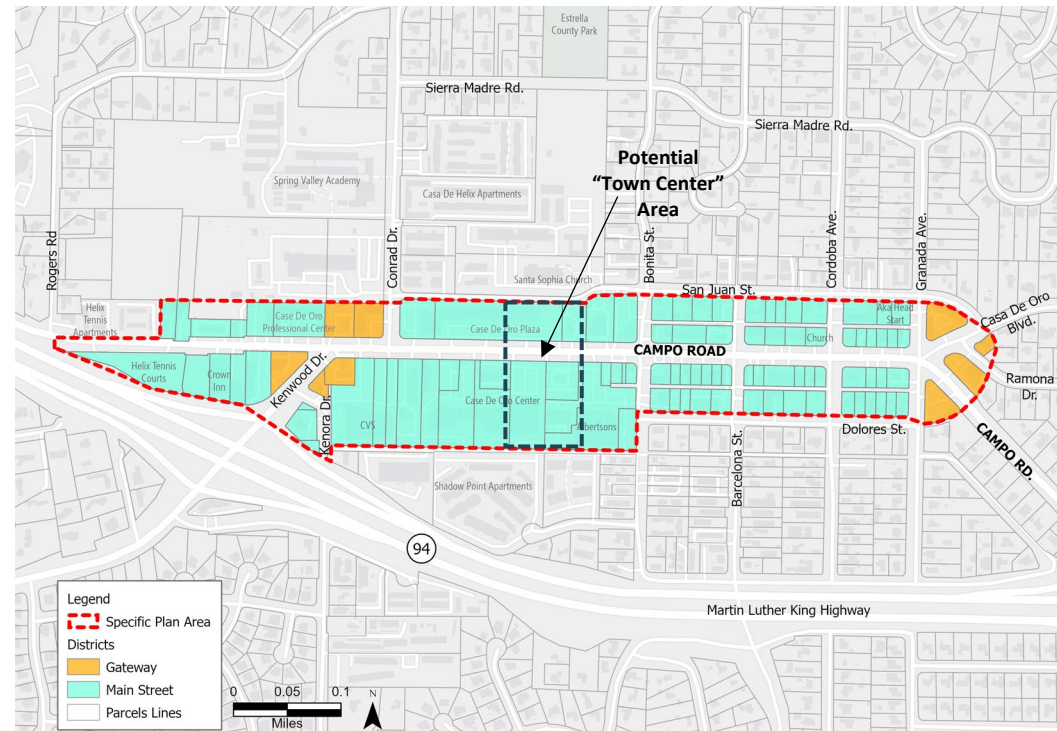 Estrella
County Park
Sierra Madre Rd.
Sierra Madre Rd.
Potential
“Town Center”
Area
Spring Valley Academy
Casa De Helix Apartments
Rogers Rd
Conrad Dr.
Bonita St.
Cordoba Ave.
Granada Ave.
Santa Sophia Church
San Juan St.
Helix
Tennis
Apartments
Case De Oro
Professional Center
Case De Oro Plaza
Aka Head
Start
Casa De Oro
Blvd.
Church
CAMPO ROAD
Helix Tennis
Courts
Crown
Inn
Kenwood Dr.
Ramona
Dr.
Kenora Dr.
CVS
Case De Oro Center
Albertsons
Dolores St.
CAMPO RD.
Barcelona St.
Shadow Point Apartments
94
Martin Luther King Highway
Legend
Specific Plan Area
Districts
Gateway
Main Street
Parcels Lines
0 0.05 0.1
Miles
N